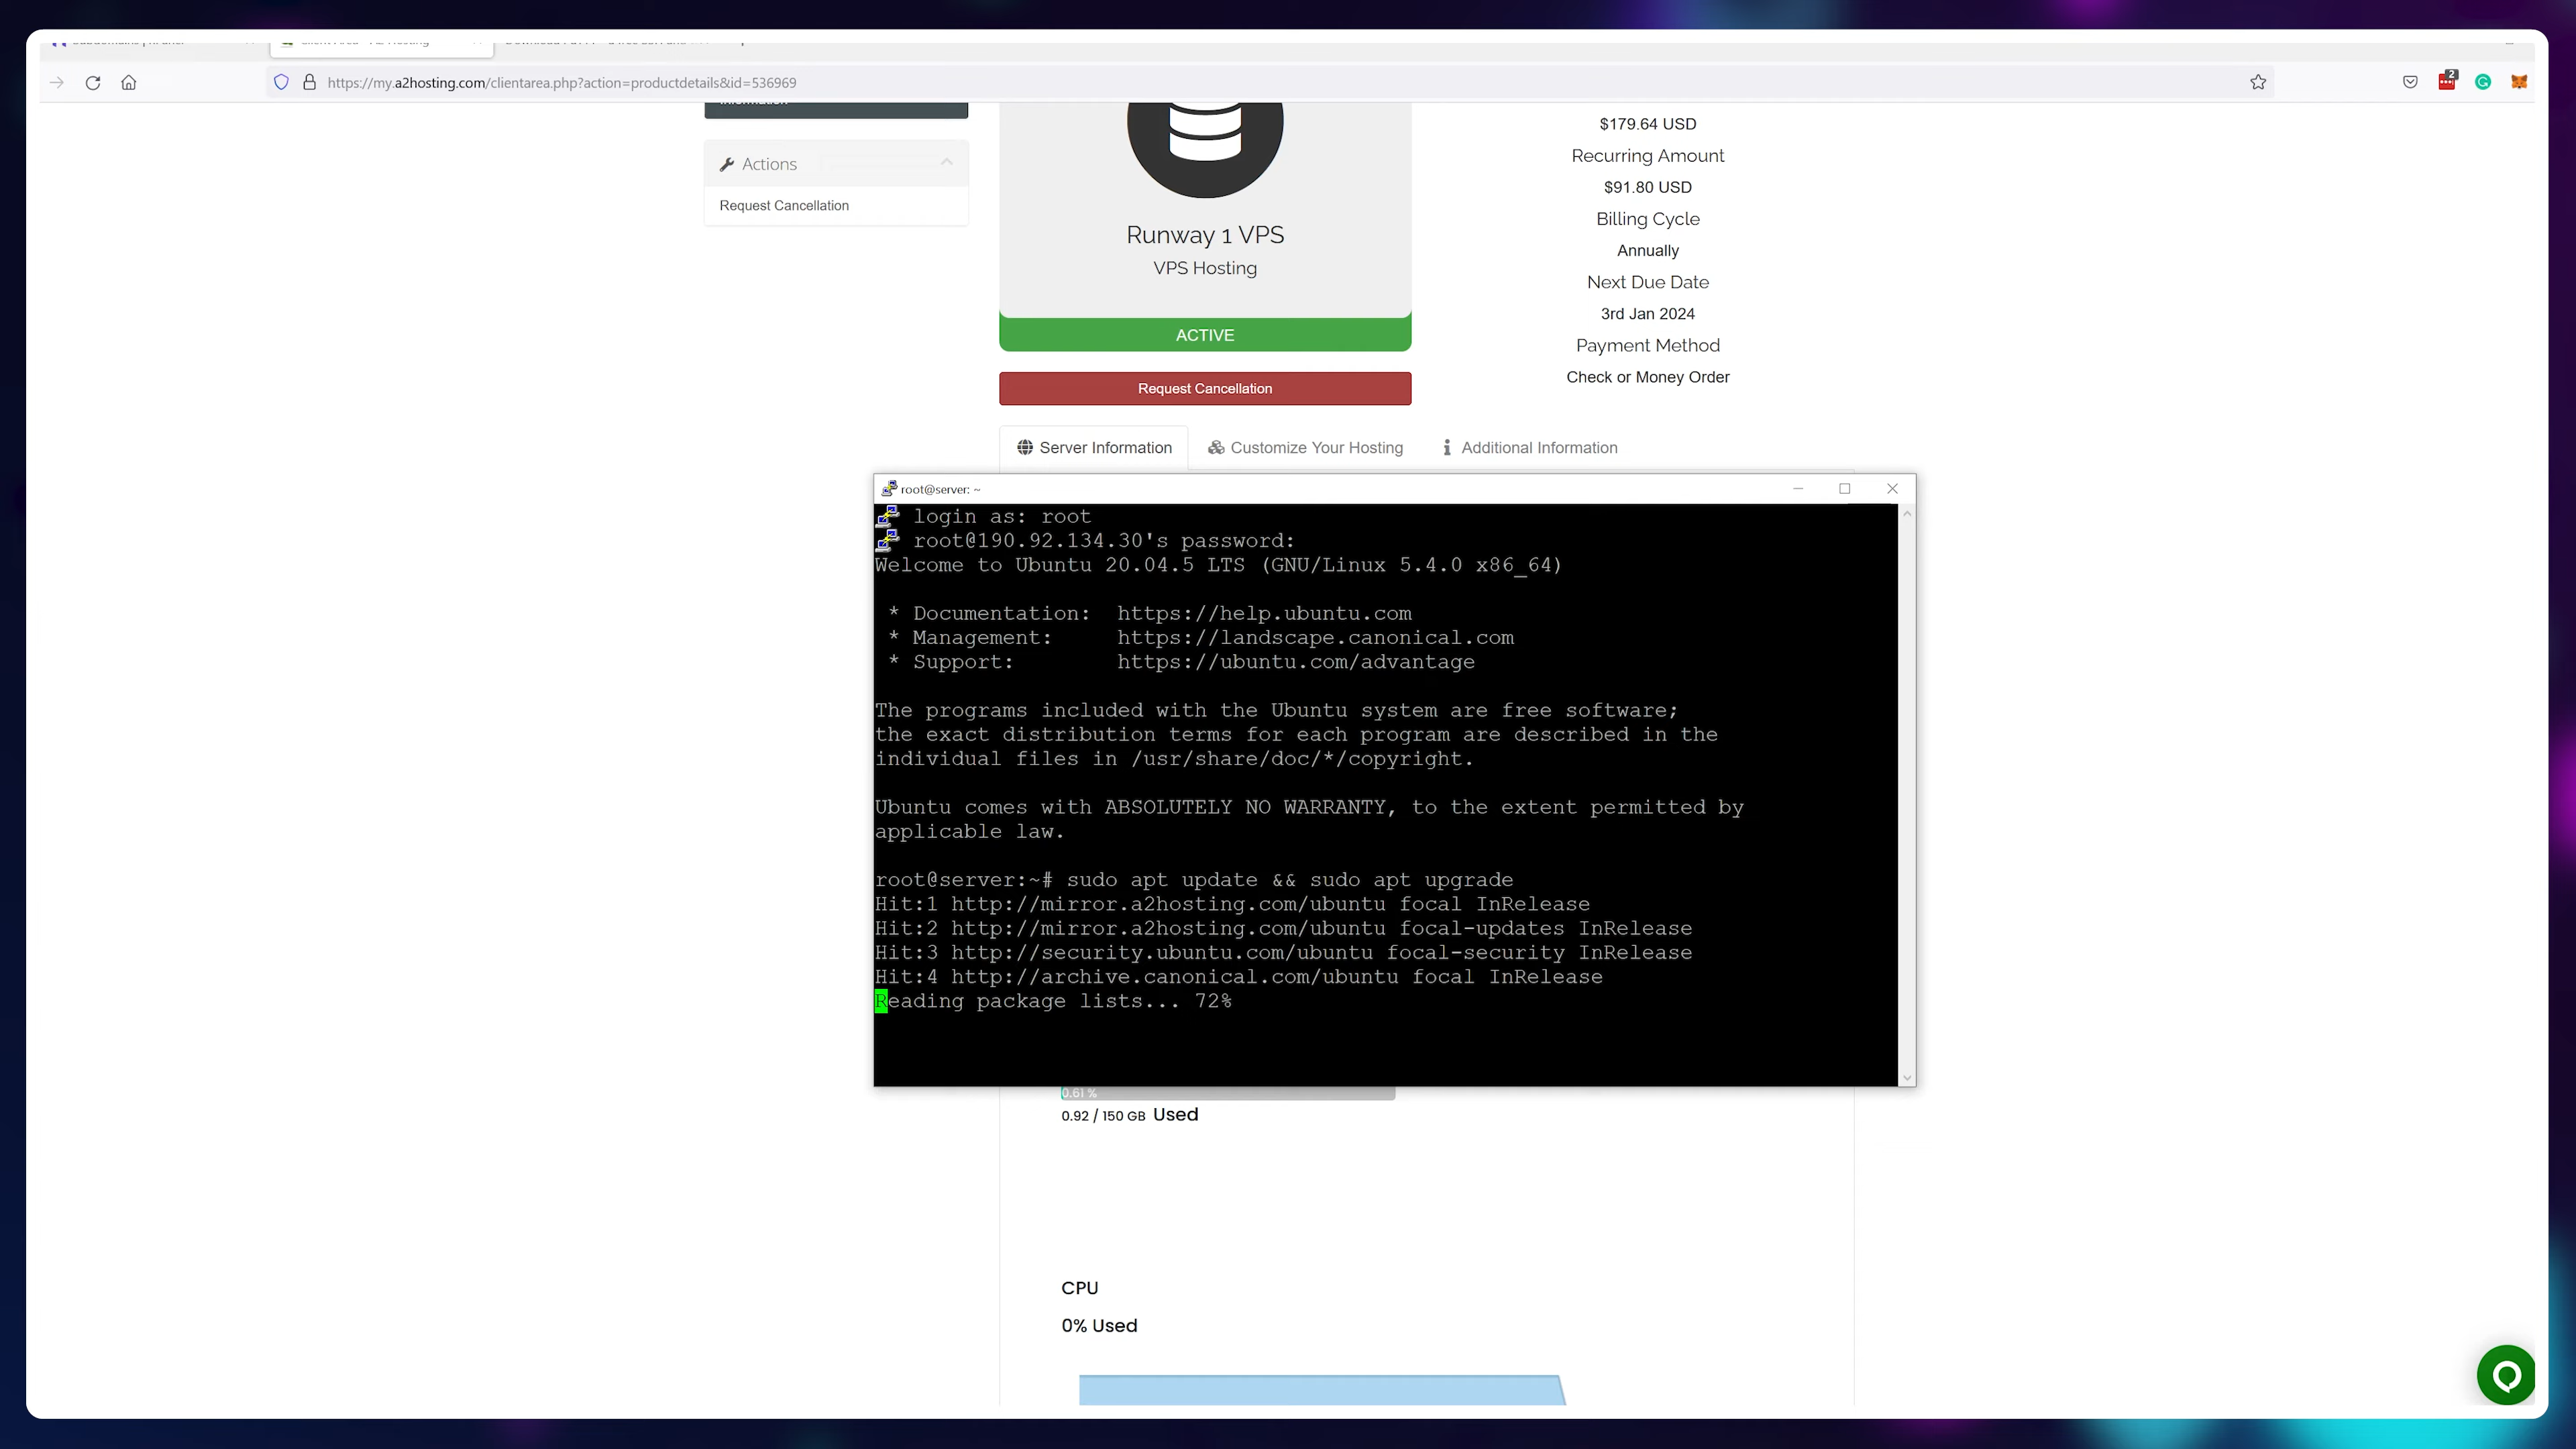 https://my.a2hosting.com/clientarea.php?action=productdetails&id=536969
2
Actions
Request Cancellation
Runway 1 VPS
VPS Hosting
ACTIVE
Request Cancellation
$179.64 USD
Recurring Amount
$91.80 USD
Billing Cycle
Annually
Next Due Date
3rd Jan 2024
Payment Method
Check or Money Order
Server Information
Customize Your Hosting
Additional Information
root@server: ~
login as: root
root@190.92.134.30's password:
Welcome to Ubuntu 20.04.5 LTS (GNU/Linux 5.4.0 x86_64)
* Documentation: https://help.ubuntu.com
* Management: https://landscape.canonical.com
* Support: https://ubuntu.com/advantage
The programs included with the Ubuntu system are free software;
the exact distribution terms for each program are described in the
individual files in /usr/share/doc/*/copyright.
Ubuntu comes with ABSOLUTELY NO WARRANTY, to the extent permitted by
applicable law.
root@server:~# sudo apt update && sudo apt upgrade
Hit:1 http://mirror.a2hosting.com/ubuntu focal InRelease
Hit:2 http://mirror.a2hosting.com/ubuntu focal-updates InRelease
Hit:3 http://security.ubuntu.com/ubuntu focal-security InRelease
Hit:4 http://archive.canonical.com/ubuntu focal InRelease
Reading package lists... 72%
0.61 %
0.92 / 150 GB Used
CPU
0% Used